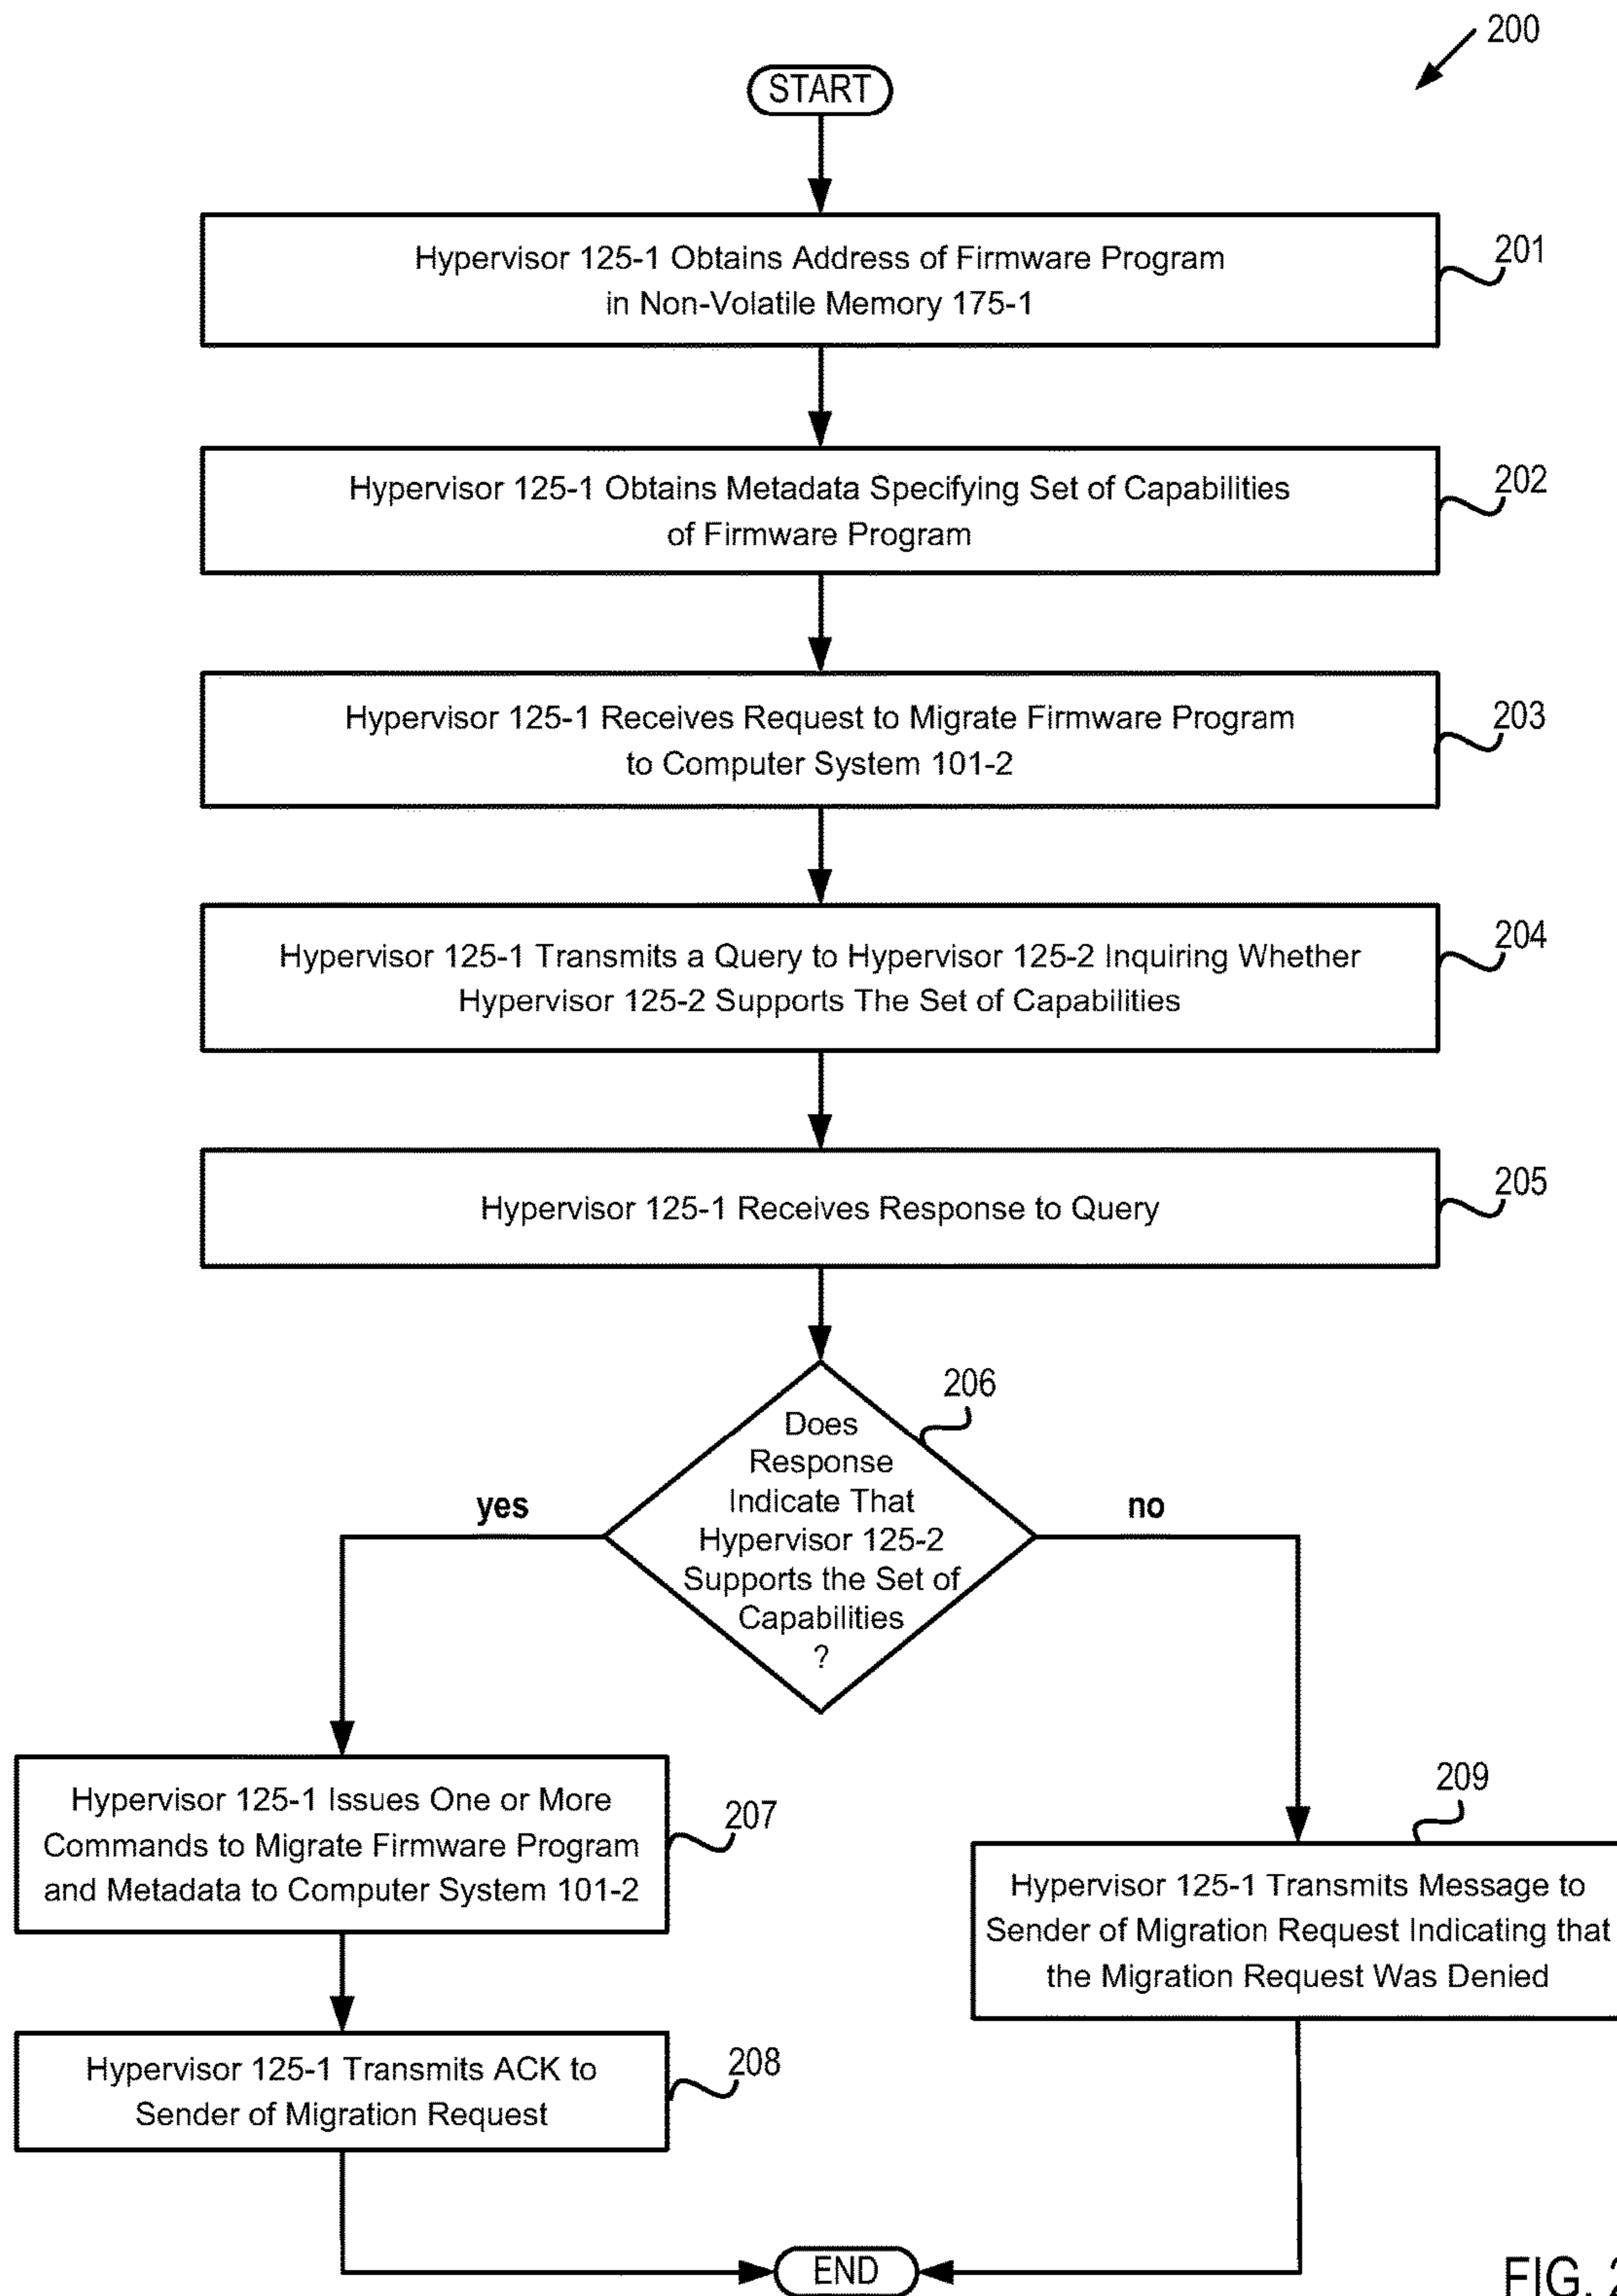 200
START
Hypervisor 125-1 Obtains Address of Firmware Program
in Non-Volatile Memory 175-1
201
Hypervisor 125-1 Obtains Metadata Specifying Set of Capabilities
of Firmware Program
202
Hypervisor 125-1 Receives Request to Migrate Firmware Program
to Computer System 101-2
203
Hypervisor 125-1 Transmits a Query to Hypervisor 125-2 Inquiring Whether
Hypervisor 125-2 Supports The Set of Capabilities
204
Hypervisor 125-1 Receives Response to Query
205
206
Does
Response
Indicate That
Hypervisor 125-2
Supports the Set of
Capabilities
?
yes
no
Hypervisor 125-1 Issues One or More
Commands to Migrate Firmware Program
and Metadata to Computer System 101-2
207
209
Hypervisor 125-1 Transmits Message to
Sender of Migration Request Indicating that
the Migration Request Was Denied
Hypervisor 125-1 Transmits ACK to
Sender of Migration Request
208
END
FIG. 2